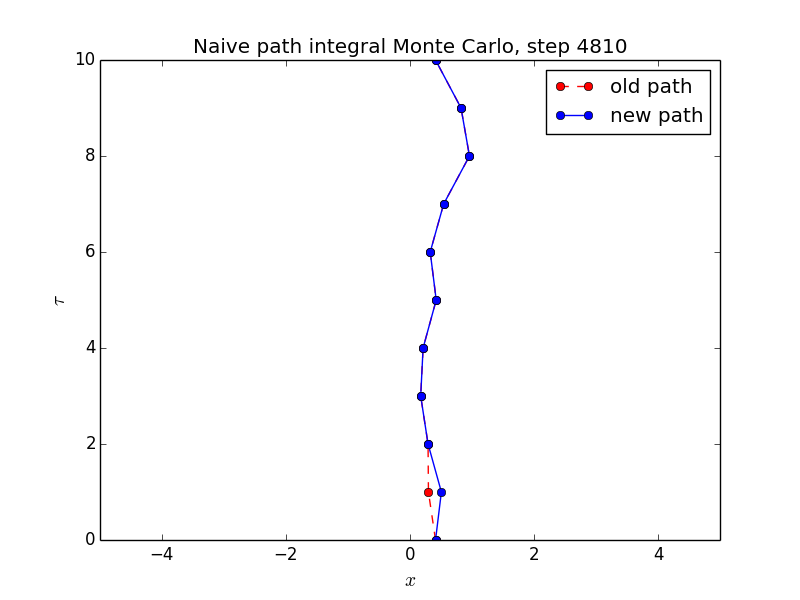 Naive path integral Monte Carlo, step 4810
old path
new path
10
8
6
4
2
0
τ
−4 −2 0 2 4
x